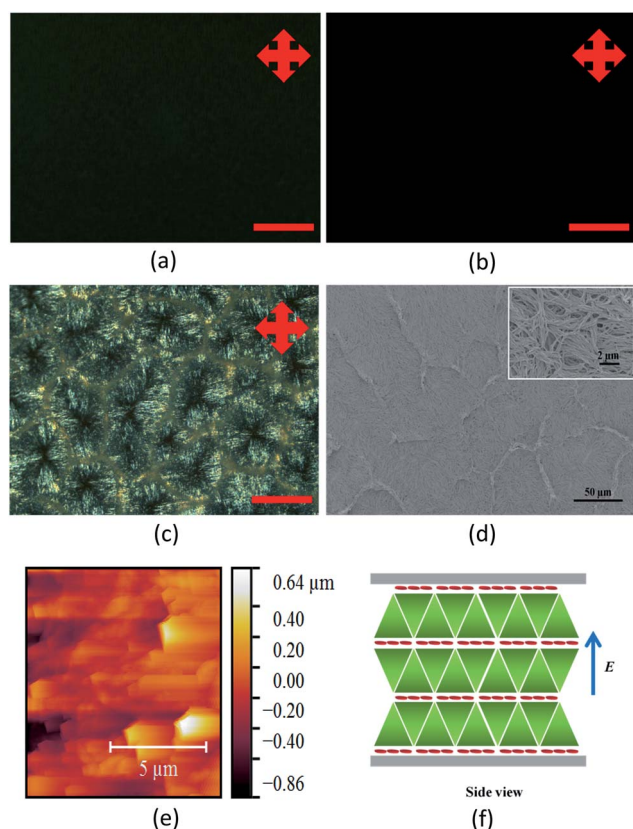 (a)
(b)
(c)
2 μm
50 μm
(d)
0.64 μm
0.40
0.20
0.00
−0.20
−0.40
−0.86
5 μm
(e)
E
Side view
(f)